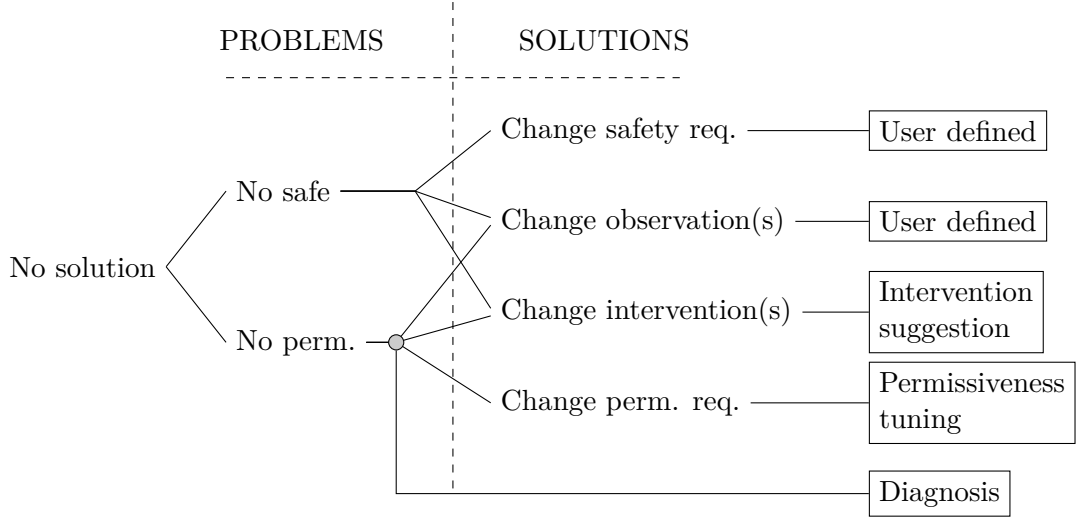 PROBLEMS
SOLUTIONS
Change safety req.
User defined
No safe
Change observation(s)
User defined
No solution
Change intervention(s)
Intervention
suggestion
No perm.
Change perm. req.
Permissiveness
tuning
Diagnosis